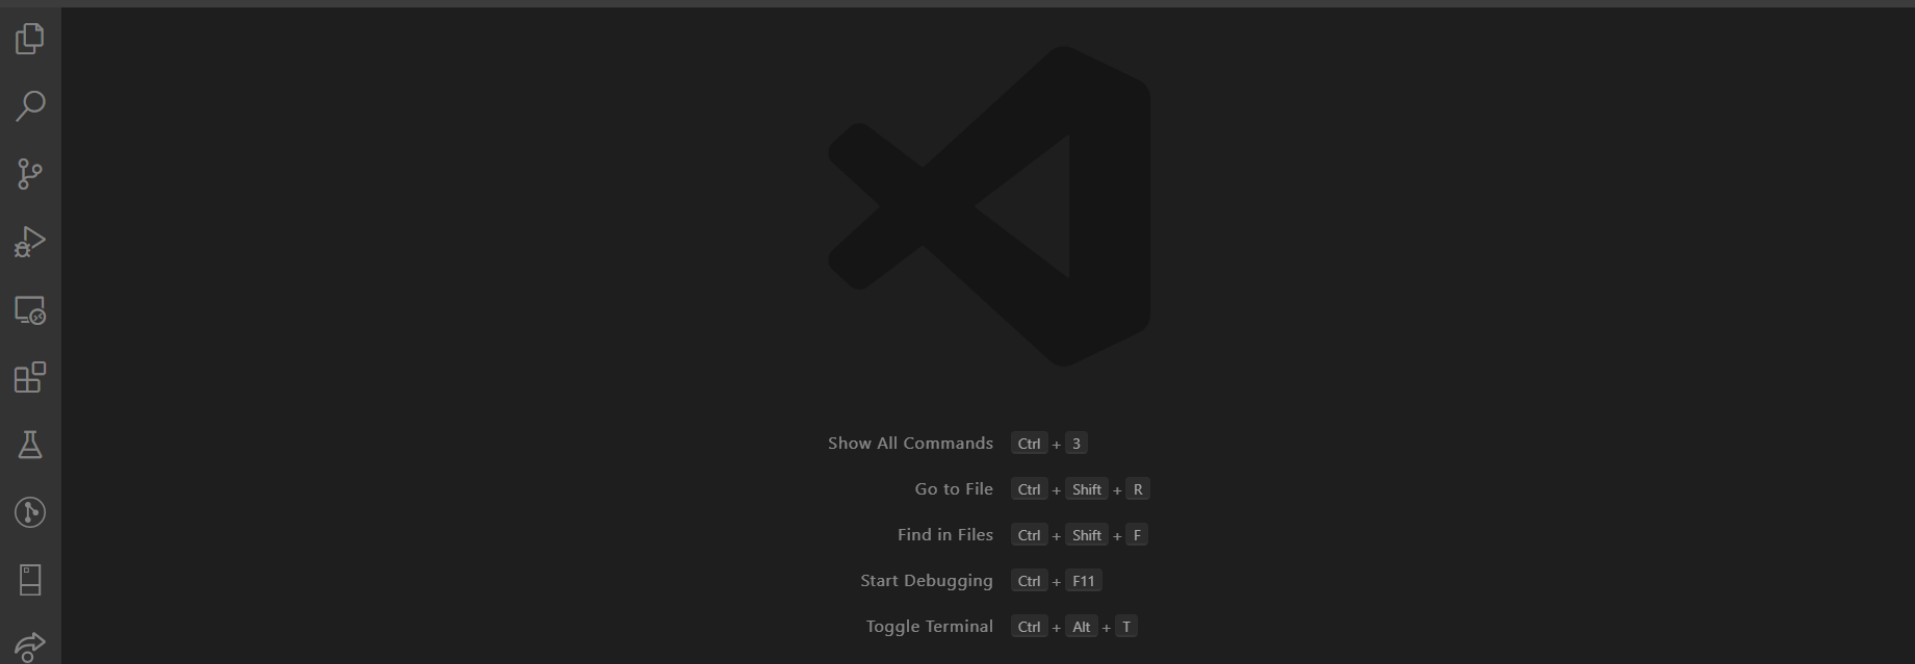 Show All Commands Ctrl + 3
Go to File Ctrl + Shift + R
Find in Files Ctrl + Shift + F
Start Debugging Ctrl + F11
Toggle Terminal Ctrl + Alt + T